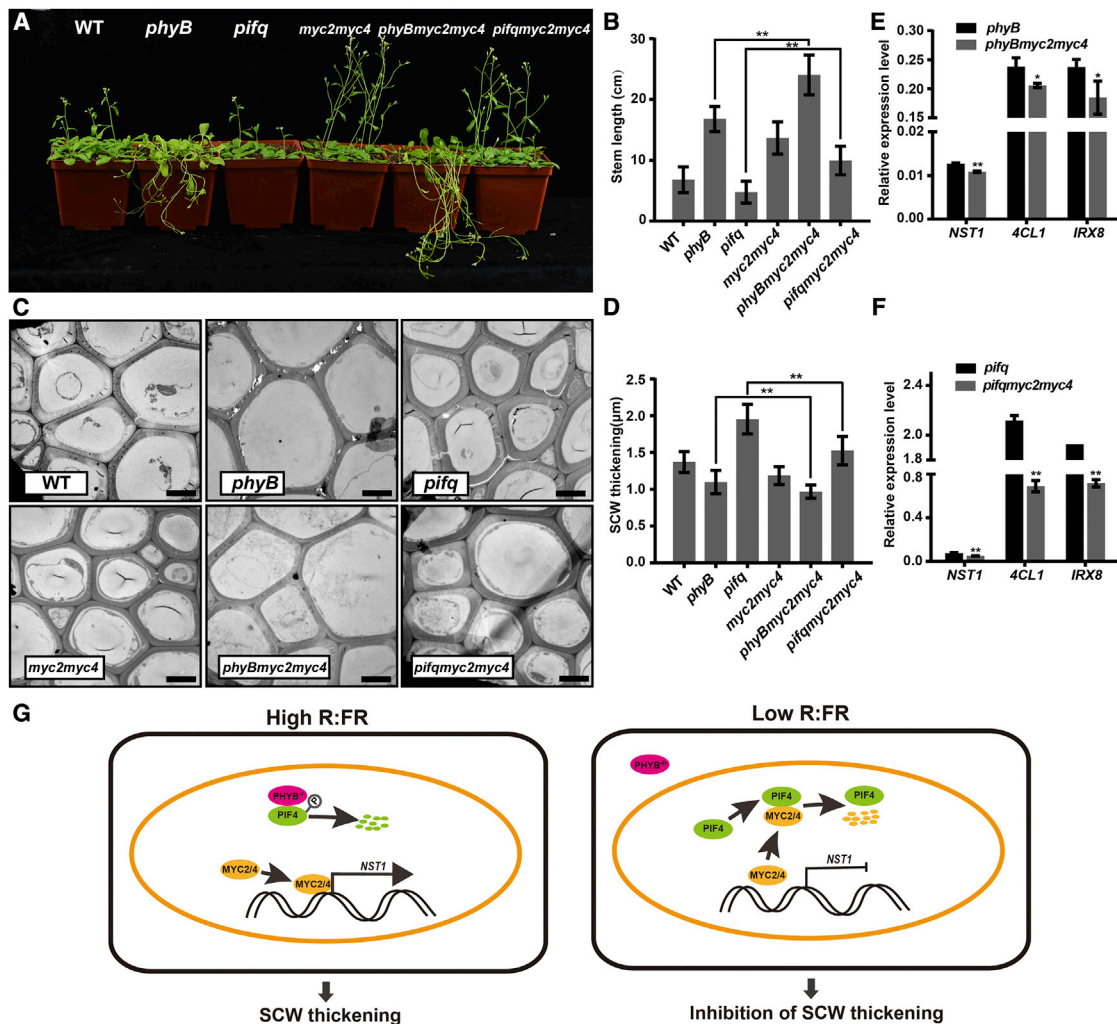 A
WT
phyB
pifq
myc2myc4
phyBmyc2myc4
pifqmyc2myc4
B
Stem length (cm)
30
20
10
0
**
**
WT
phyB
pifq
myc2myc4
phyBmyc2myc4
pifqmyc2myc4
E
Relative expression level
phyB
phyBmyc2myc4
0.30
0.25
0.20
0.15
0.02
0.01
0.00
**
*
*
NST1
4CL1
IRX8
C
WT
phyB
pifq
myc2myc4
phyBmyc2myc4
pifqmyc2myc4
D
SCW thickening(μm)
2.5
2.0
1.5
1.0
0.5
0.0
**
**
WT
phyB
pifq
myc2myc4
phyBmyc2myc4
pifqmyc2myc4
F
Relative expression level
pifq
pifqmyc2myc4
2.4
2.1
1.8
0.8
0.6
0.0
**
**
**
NST1
4CL1
IRX8
G
High R:FR
PHYB
PIF4
P
MYC2/4
MYC2/4
NST1
SCW thickening
Low R:FR
PHYB
PIF4
PIF4
MYC2/4
PIF4
MYC2/4
NST1
Inhibition of SCW thickening